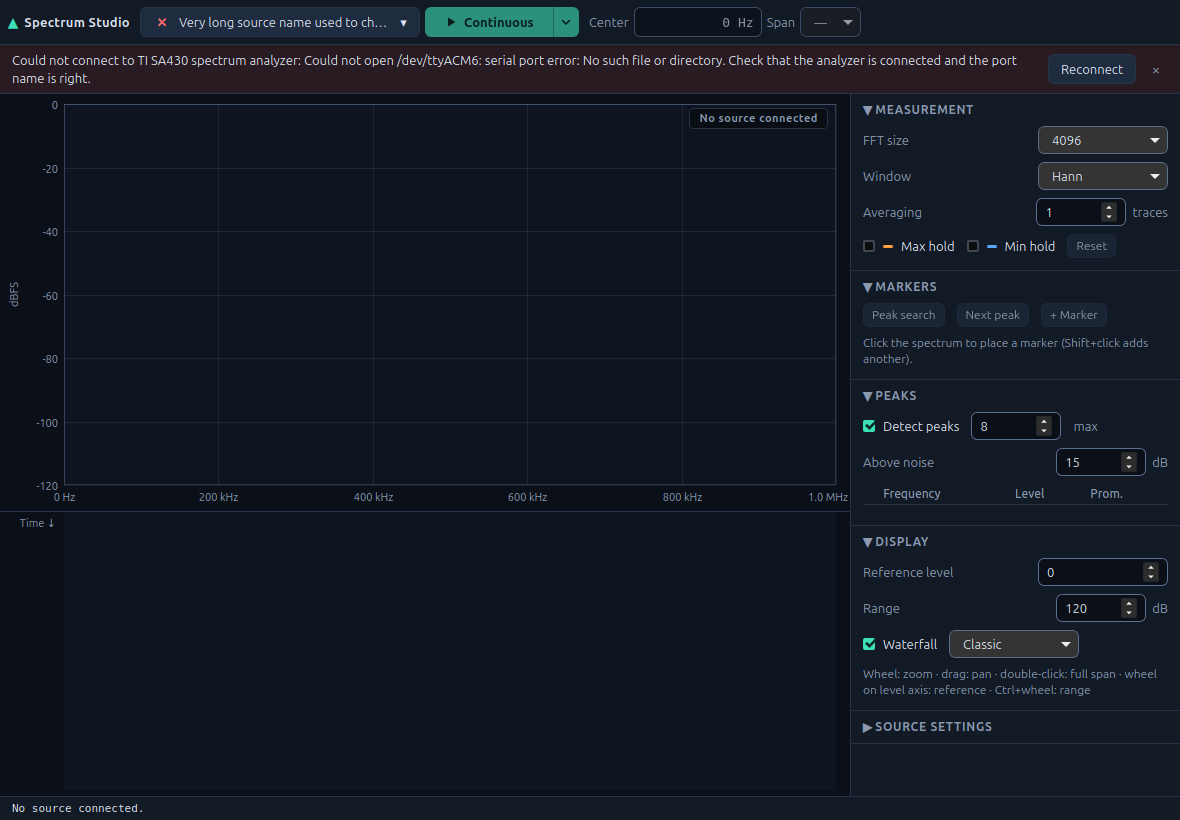 Spectrum Studio
✕ Very long source name used to ch… ▾
▶ Continuous
Center 0 Hz Span —
Could not connect to TI SA430 spectrum analyzer: Could not open /dev/ttyACM6: serial port error: No such file or directory. Check that the analyzer is connected and the port
name is right.
Reconnect ×
No source connected
0
-20
-40
-60
-80
-100
-120
dBFS
0 Hz 200 kHz 400 kHz 600 kHz 800 kHz 1.0 MHz
Time ↓
▼ MEASUREMENT
FFT size 4096
Window Hann
Averaging 1 traces
Max hold Min hold Reset
▼ MARKERS
Peak search Next peak + Marker
Click the spectrum to place a marker (Shift+click adds
another).
▼ PEAKS
Detect peaks 8 max
Above noise 15 dB
Frequency Level Prom.
▼ DISPLAY
Reference level 0
Range 120 dB
Waterfall Classic
Wheel: zoom · drag: pan · double-click: full span · wheel
on level axis: reference · Ctrl+wheel: range
▶ SOURCE SETTINGS
No source connected.